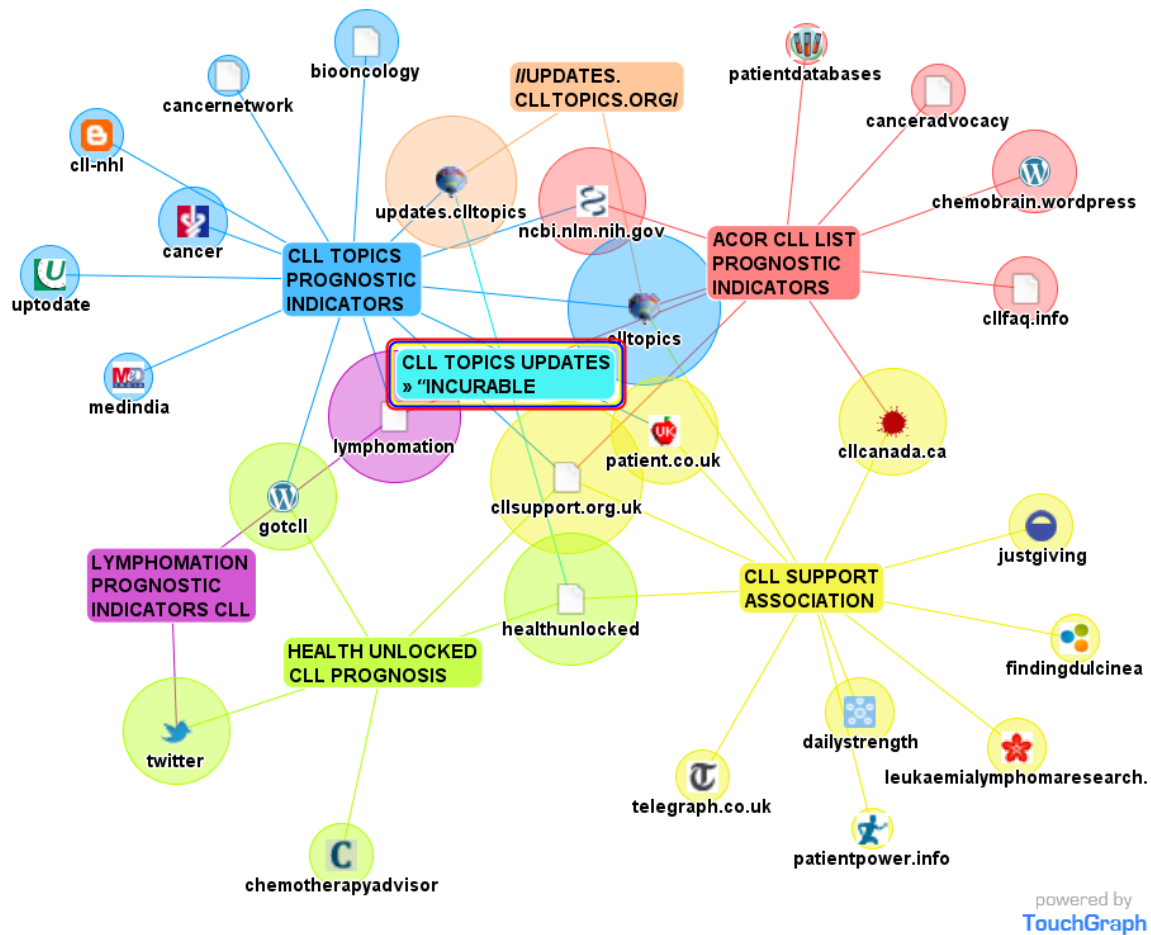 biooncology
cancernetwork
//UPDATES.
CLLTOPICS.ORG/
patientdatabases
canceradvocacy
cll-nhl
updates.clltopics
chemobrain.wordpress
ncbi.nlm.nih.gov
cancer
CLL TOPICS
PROGNOSTIC
INDICATORS
ACOR CLL LIST
PROGNOSTIC
INDICATORS
U
uptodate
cllfaq.info
clltopics
CLL TOPICS UPDATES
» “INCURABLE
MED
INDIA
medindia
lymphomation
UK
patient.co.uk
cllcanada.ca
cllsupport.org.uk
gotcll
justgiving
LYMPHOMATION
PROGNOSTIC
INDICATORS CLL
CLL SUPPORT
ASSOCIATION
healthunlocked
HEALTH UNLOCKED
CLL PROGNOSIS
findingdulcinea
twitter
dailystrength
leukaemialymphomaresearch.
T
telegraph.co.uk
patientpower.info
C
chemotherapyadvisor
powered by
TouchGraph